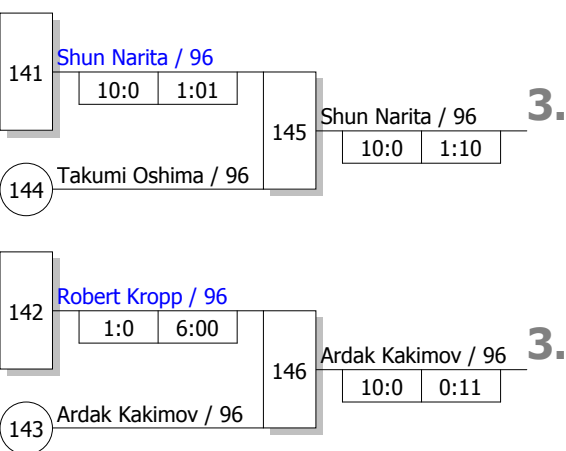 Shun Narita / 96
141
10:0 1:01
Shun Narita / 96
3.
145
10:0 1:10
Takumi Oshima / 96
144
Robert Kropp / 96
142
1:0 6:00
Ardak Kakimov / 96
3.
146
10:0 0:11
Ardak Kakimov / 96
143